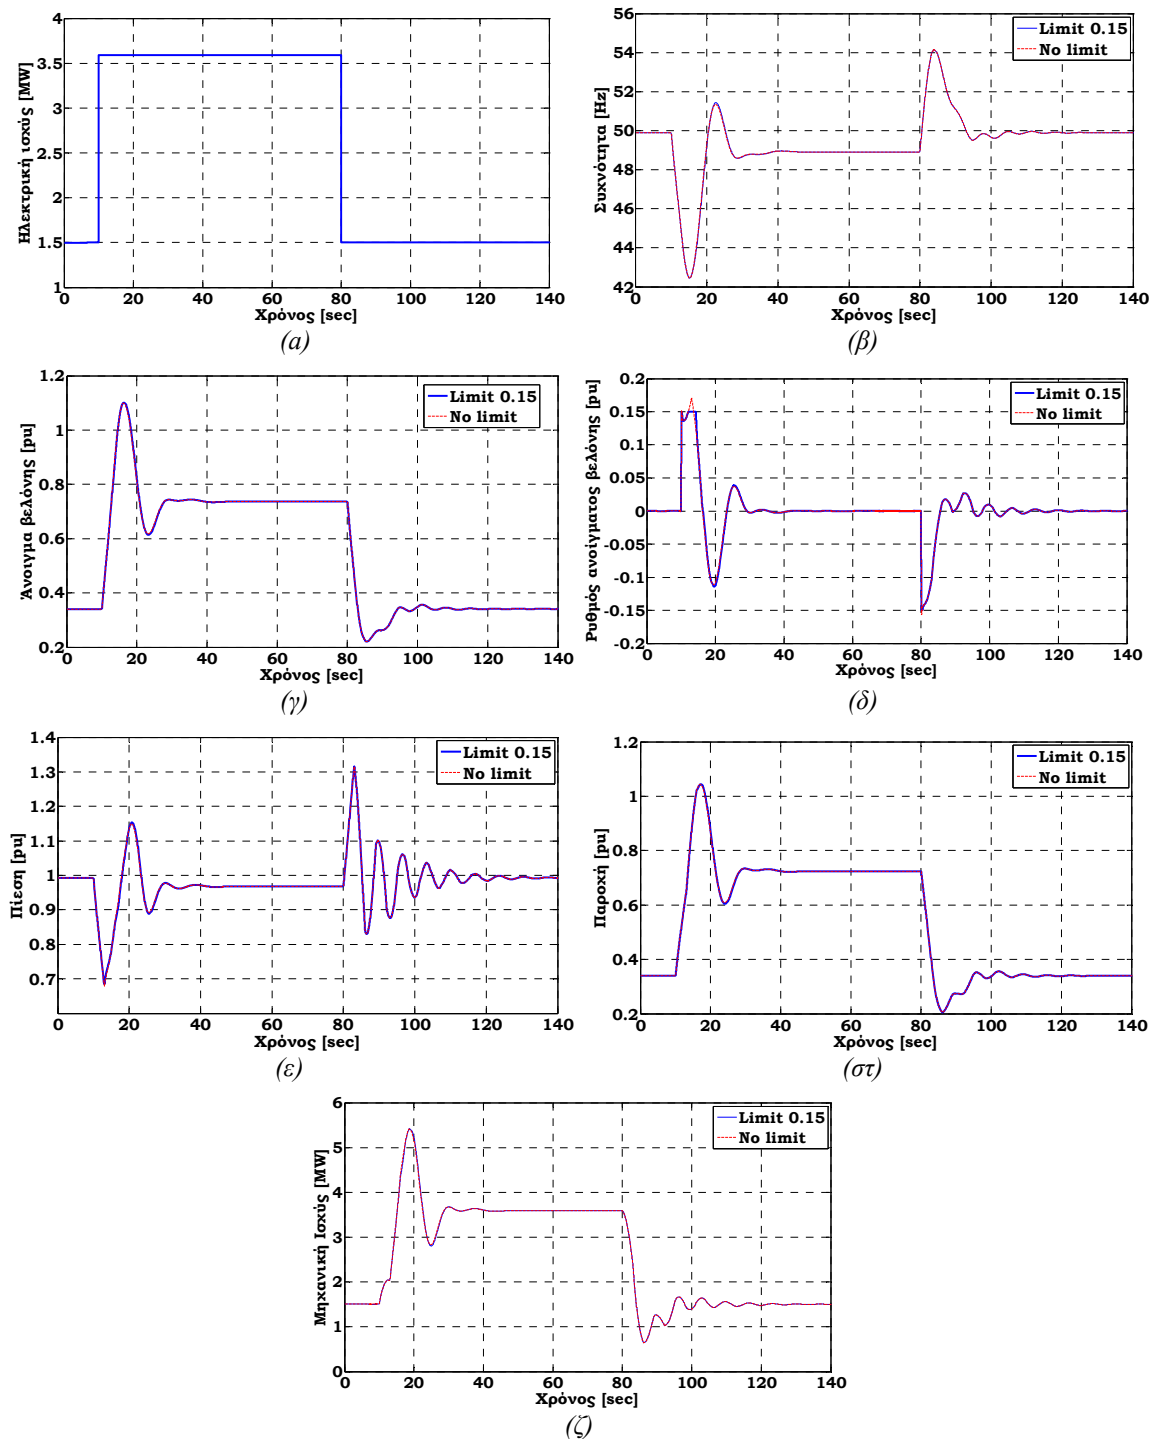 4
3.5
3
2.5
2
1.5
1
Ηλεκτρική ισχύς [MW]
0 20 40 60 80 100 120 140
Χρόνος [sec]
(α)
56
54
52
50
48
46
44
42
Συχνότητα [Hz]
Limit 0.15
No limit
0 20 40 60 80 100 120 140
Χρόνος [sec]
(β)
1.2
1
0.8
0.6
0.4
0.2
Άνοιγμα βελόνης [pu]
Limit 0.15
No limit
0 20 40 60 80 100 120 140
Χρόνος [sec]
(γ)
0.2
0.15
0.1
0.05
0
-0.05
-0.1
-0.15
-0.2
Ρυθμός ανοίγματος βελόνης [pu]
Limit 0.15
No limit
0 20 40 60 80 100 120 140
Χρόνος [sec]
(δ)
1.4
1.3
1.2
1.1
1
0.9
0.8
0.7
Πίεση [pu]
Limit 0.15
No limit
0 20 40 60 80 100 120 140
Χρόνος [sec]
(ε)
1.2
1
0.8
0.6
0.4
0.2
Παροχή [pu]
Limit 0.15
No limit
0 20 40 60 80 100 120 140
Χρόνος [sec]
(στ)
6
5
4
3
2
1
0
Μηχανική Ισχύς [MW]
Limit 0.15
No limit
0 20 40 60 80 100 120 140
Χρόνος [sec]
(ζ)